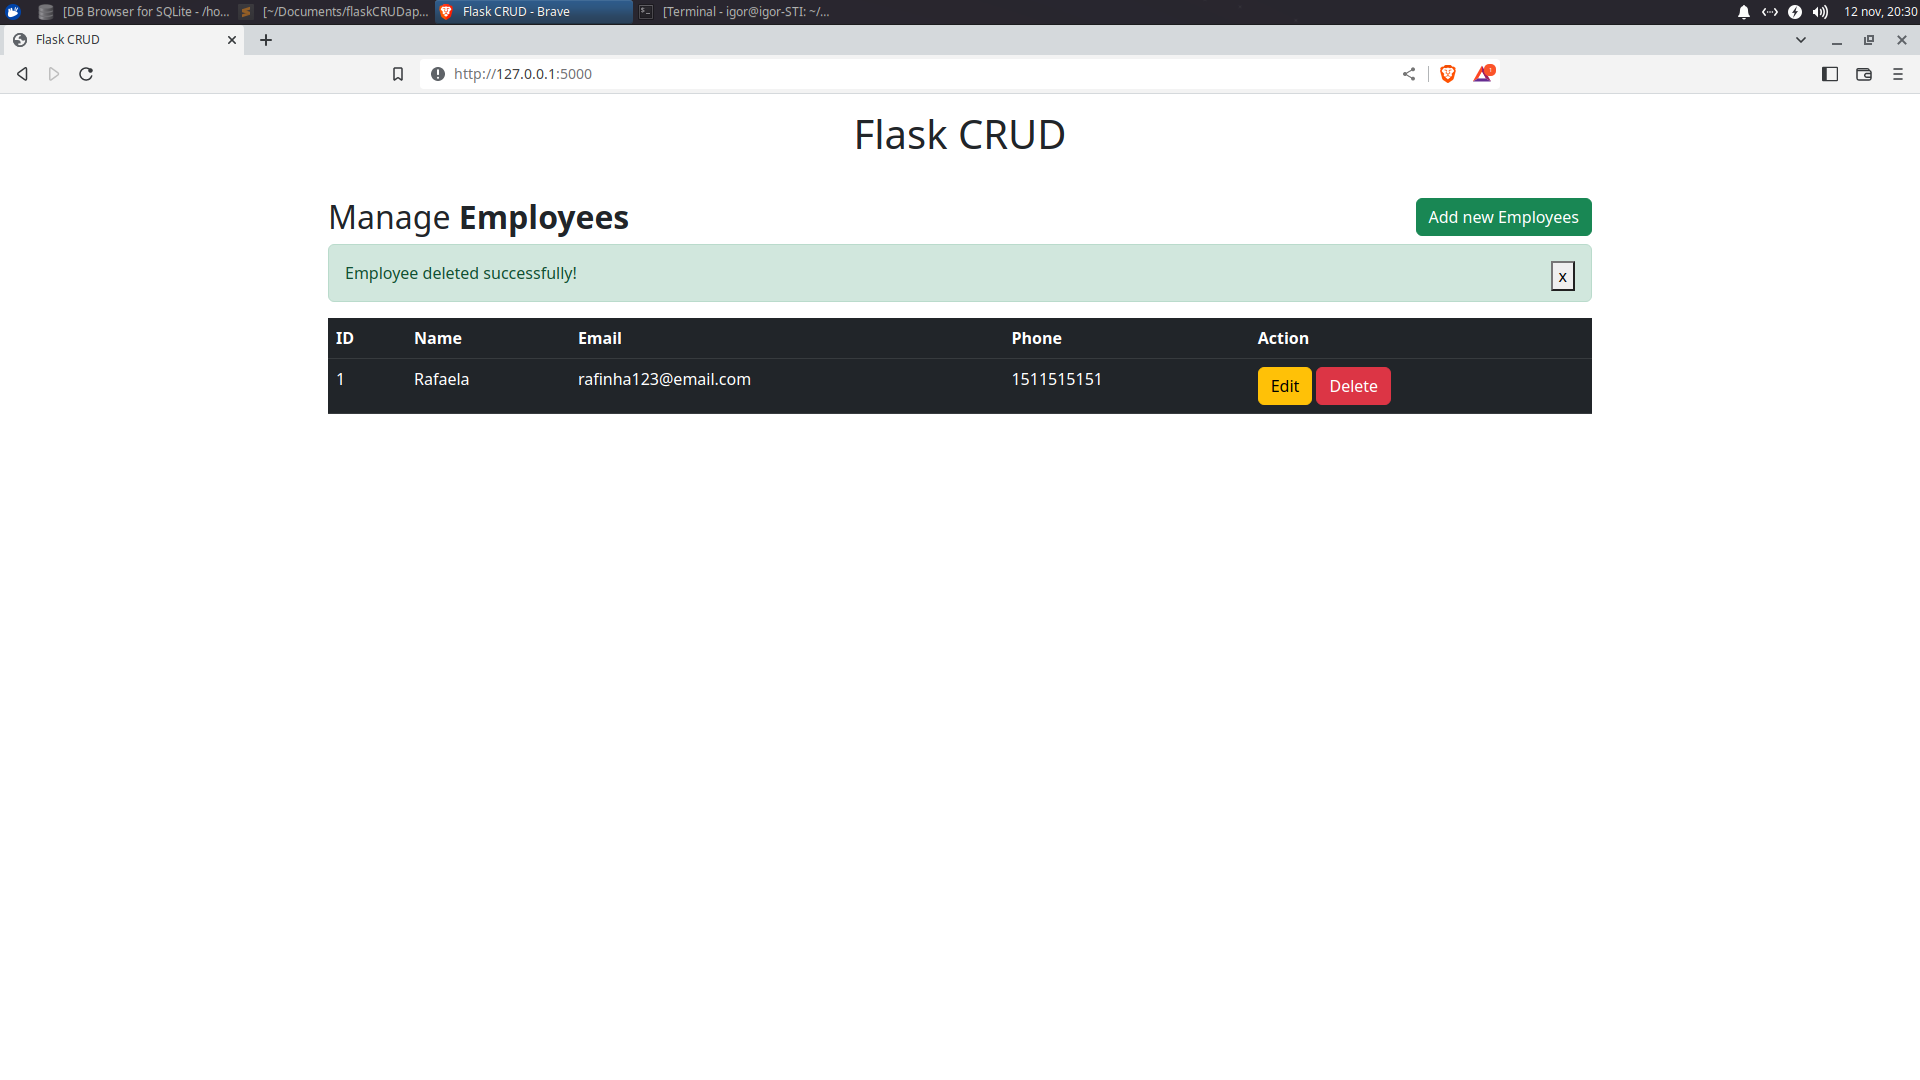 [DB Browser for SQLite - /ho... [~/Documents/flaskCRUDap... Flask CRUD - Brave [Terminal - igor@igor-STI: ~/... 12 nov, 20:30
Flask CRUD
http://127.0.0.1:5000
Flask CRUD
Manage Employees Add new Employees
Employee deleted successfully! x
ID Name Email Phone Action
1 Rafaela rafinha123@email.com 1511515151 Edit Delete